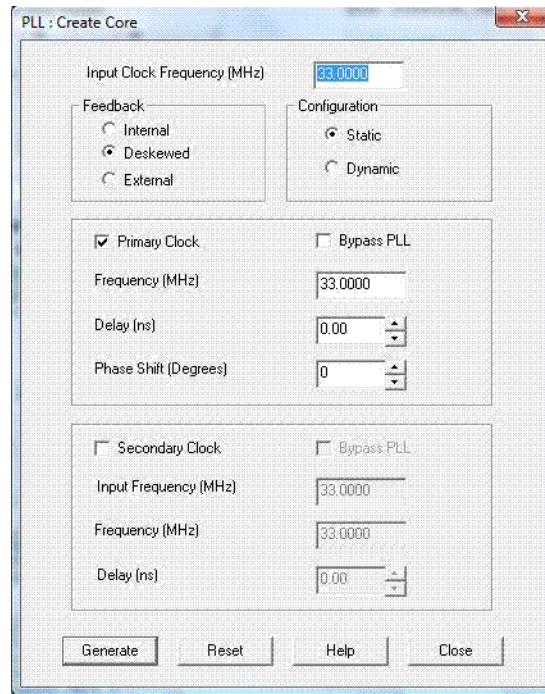 PLL : Create Core
Input Clock Frequency (MHz) 33.0000
Feedback
Internal
Deskewed
External
Configuration
Static
Dynamic
Primary Clock Bypass PLL
Frequency (MHz) 33.0000
Delay (ns) 0.00
Phase Shift (Degrees) 0
Secondary Clock Bypass PLL
Input Frequency (MHz) 33.0000
Frequency (MHz) 33.0000
Delay (ns) 0.00
Generate Reset Help Close